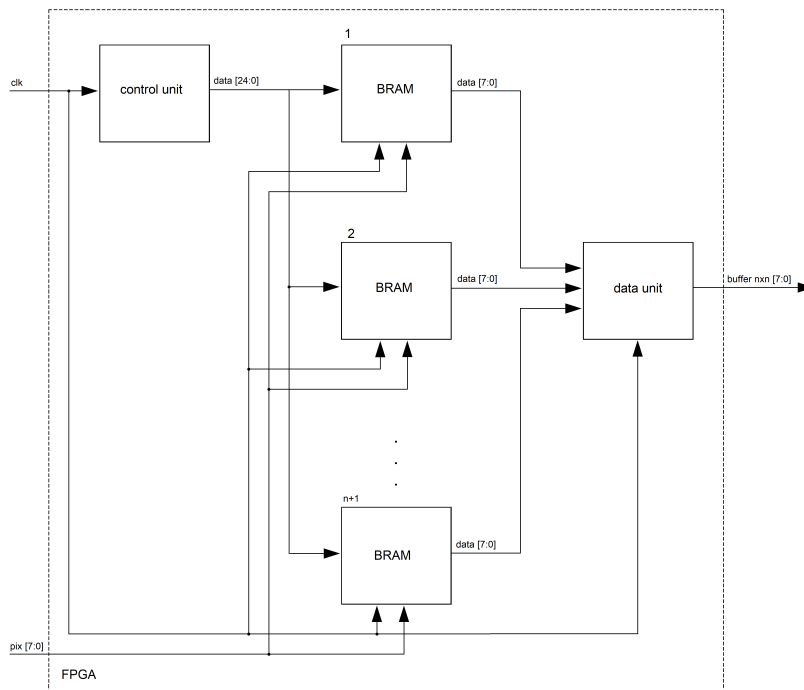 1
clk
control unit
data [24:0]
BRAM
data [7:0]
2
BRAM
data [7:0]
data unit
buffer nxn [7:0]
.
.
.
n+1
BRAM
data [7:0]
pix [7:0]
FPGA